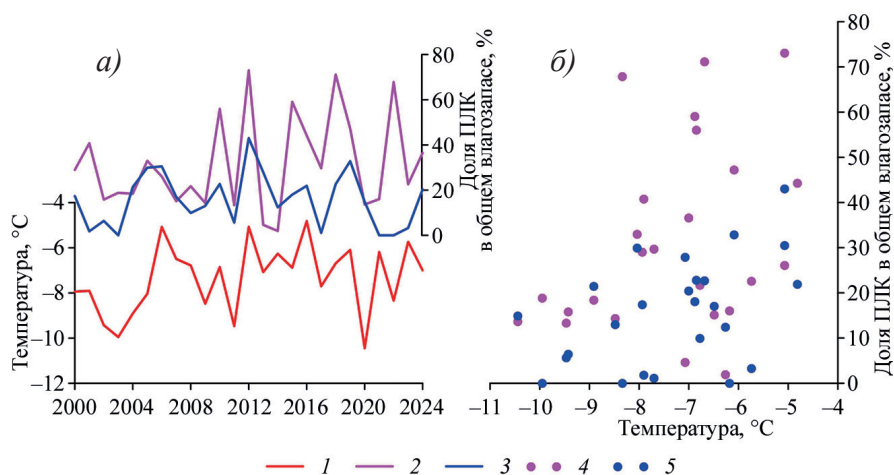 а)
80
60
40
20
0
Доля ПЛК
в общем влагозапасе, %
–4
–6
–8
–10
–12
Температура, °C
2000 2004 2008 2012 2016 2020 2024
б)
80
70
60
50
40
30
20
10
0
Доля ПЛК в общем влагозапасе, %
–11 –10 –9 –8 –7 –6 –5 –4
Температура, °C
1 2 3 4 5